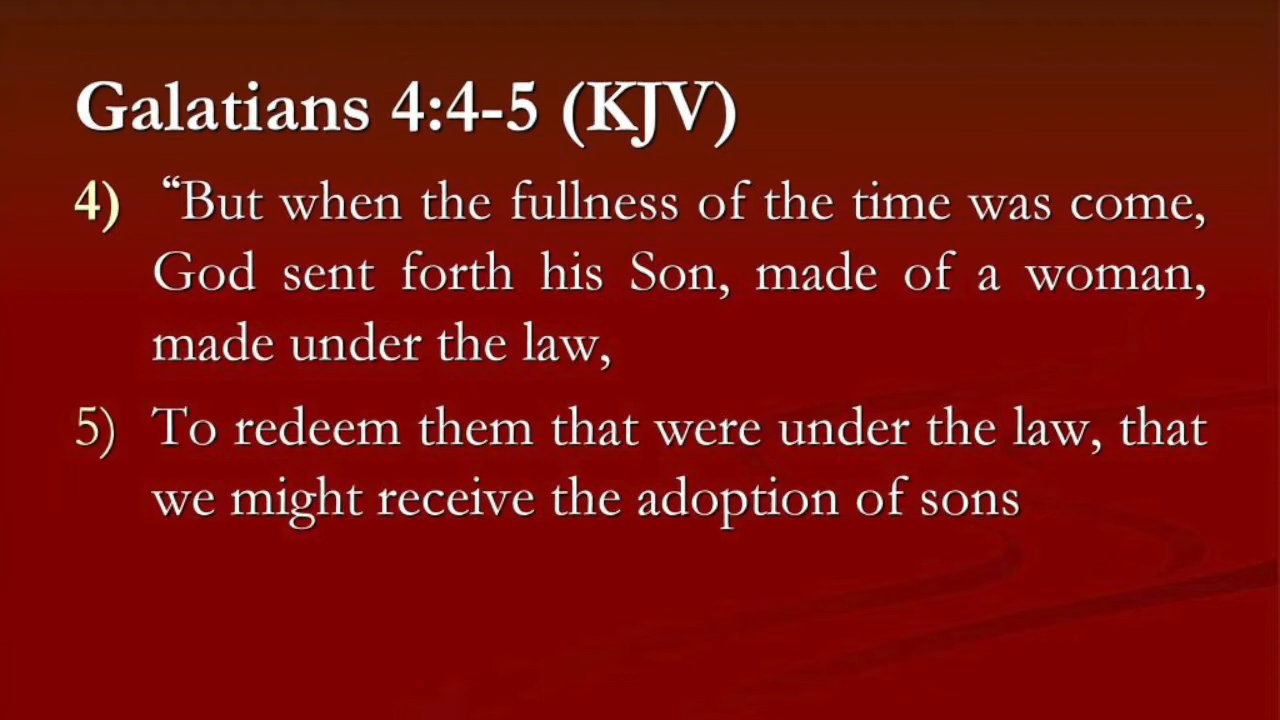 Galatians 4:4-5 (KJV)
4) “But when the fullness of the time was come,
God sent forth his Son, made of a woman,
made under the law,
5) To redeem them that were under the law, that
we might receive the adoption of sons